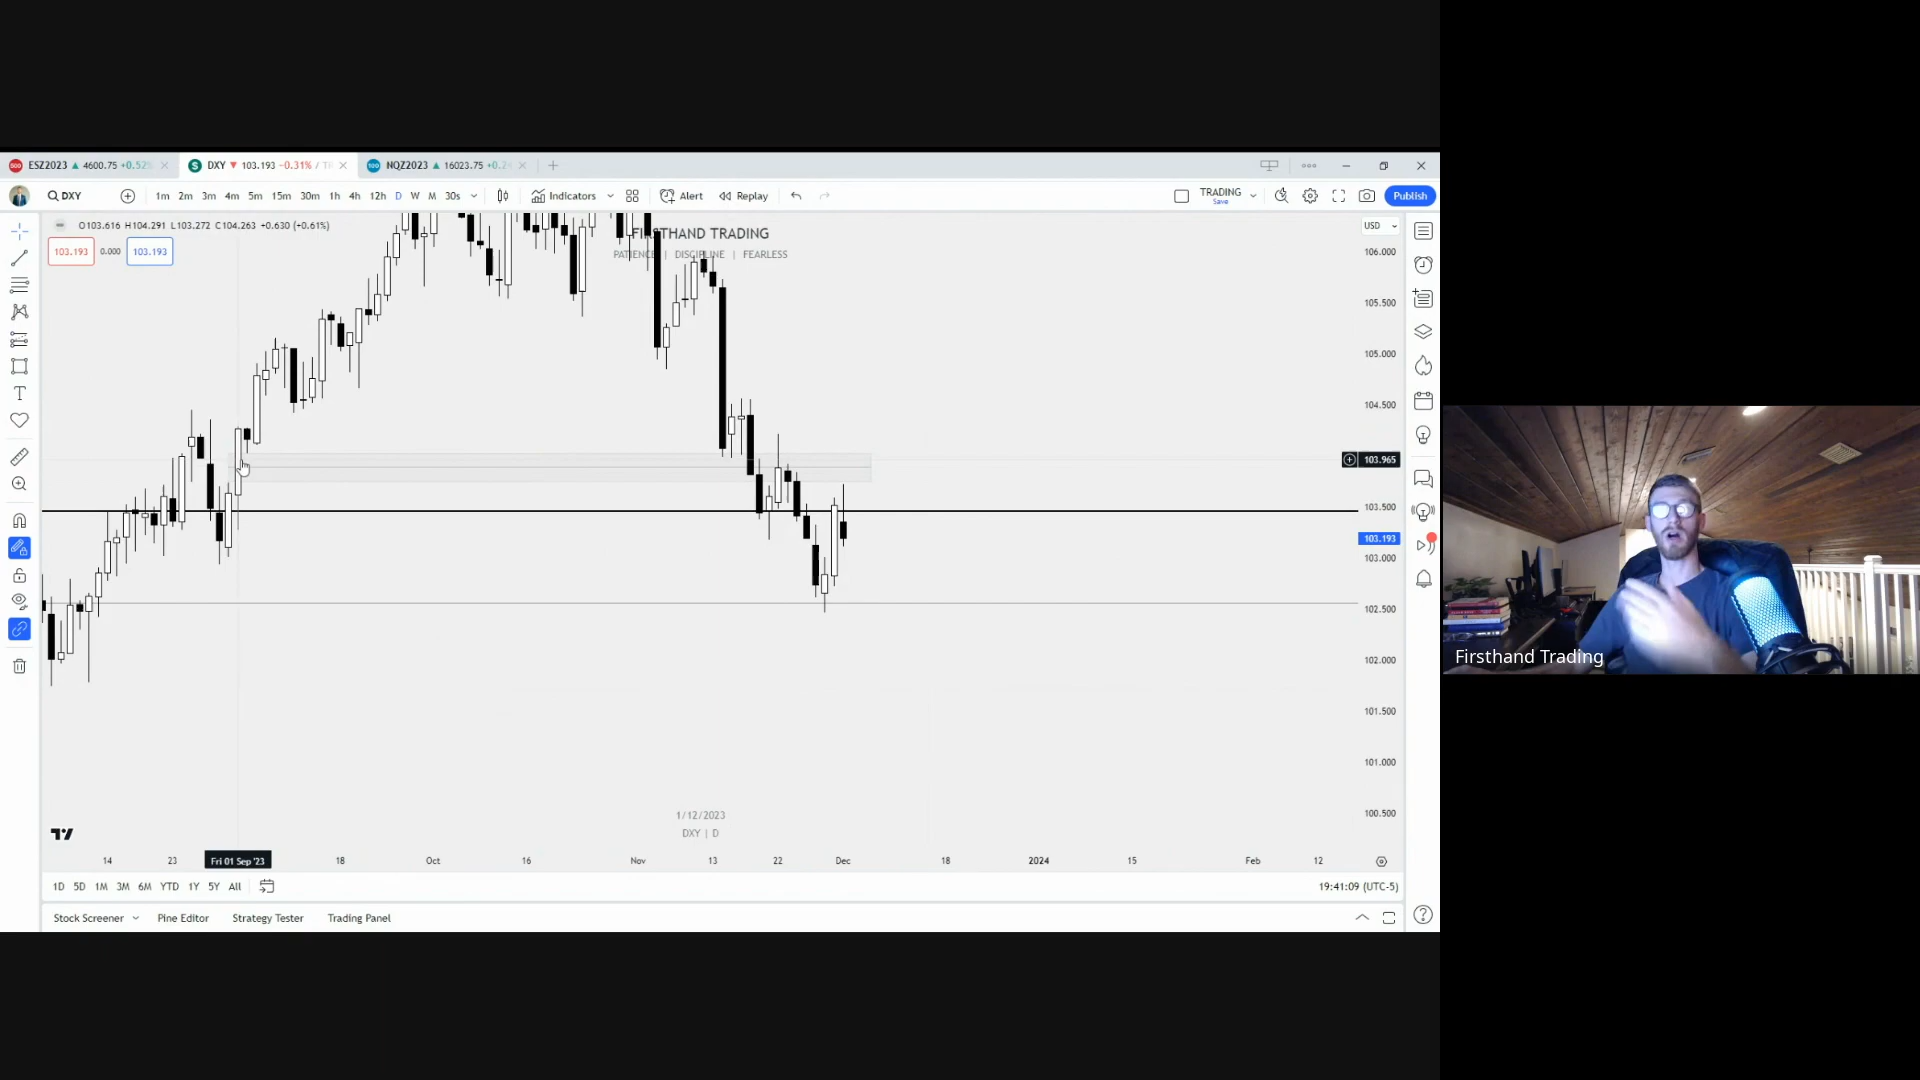 ESZ2023 4600.75 +0.52% DXY 103.193 −0.31% / TR NQZ2023 16023.75 +0.2
DXY 1m 2m 3m 4m 5m 15m 30m 1h 4h 12h D W M 30s Indicators Alert Replay TRADING Save Publish
O103.616 H104.291 L103.272 C104.263 +0.630 (+0.61%) USD
103.193 0.000 103.193
FIRSTHAND TRADING
PATIENCE | DISCIPLINE | FEARLESS
106.000
105.500
105.000
104.500
103.965
103.500
103.193
103.000
102.500
102.000
101.500
101.000
100.500
Firsthand Trading
1/12/2023
DXY | D
14 23 Fri 01 Sep '23 18 Oct 16 Nov 13 22 Dec 18 2024 15 Feb 12
1D 5D 1M 3M 6M YTD 1Y 5Y All 19:41:09 (UTC-5)
Stock Screener Pine Editor Strategy Tester Trading Panel